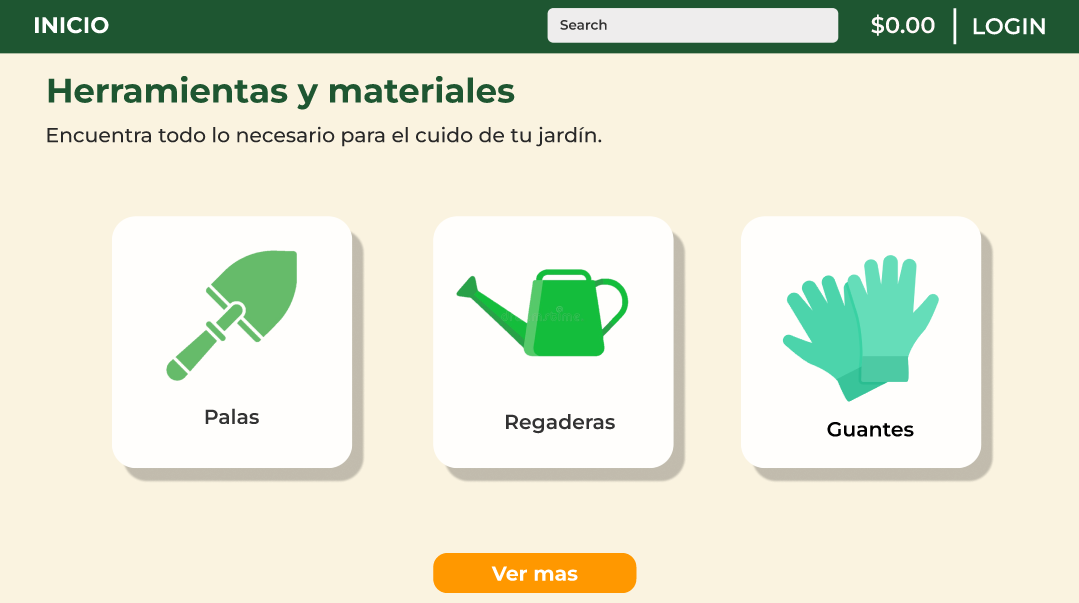 INICIO
Search
$0.00
LOGIN
Herramientas y materiales
Encuentra todo lo necesario para el cuido de tu jardín.
Palas
Regaderas
Guantes
Ver mas